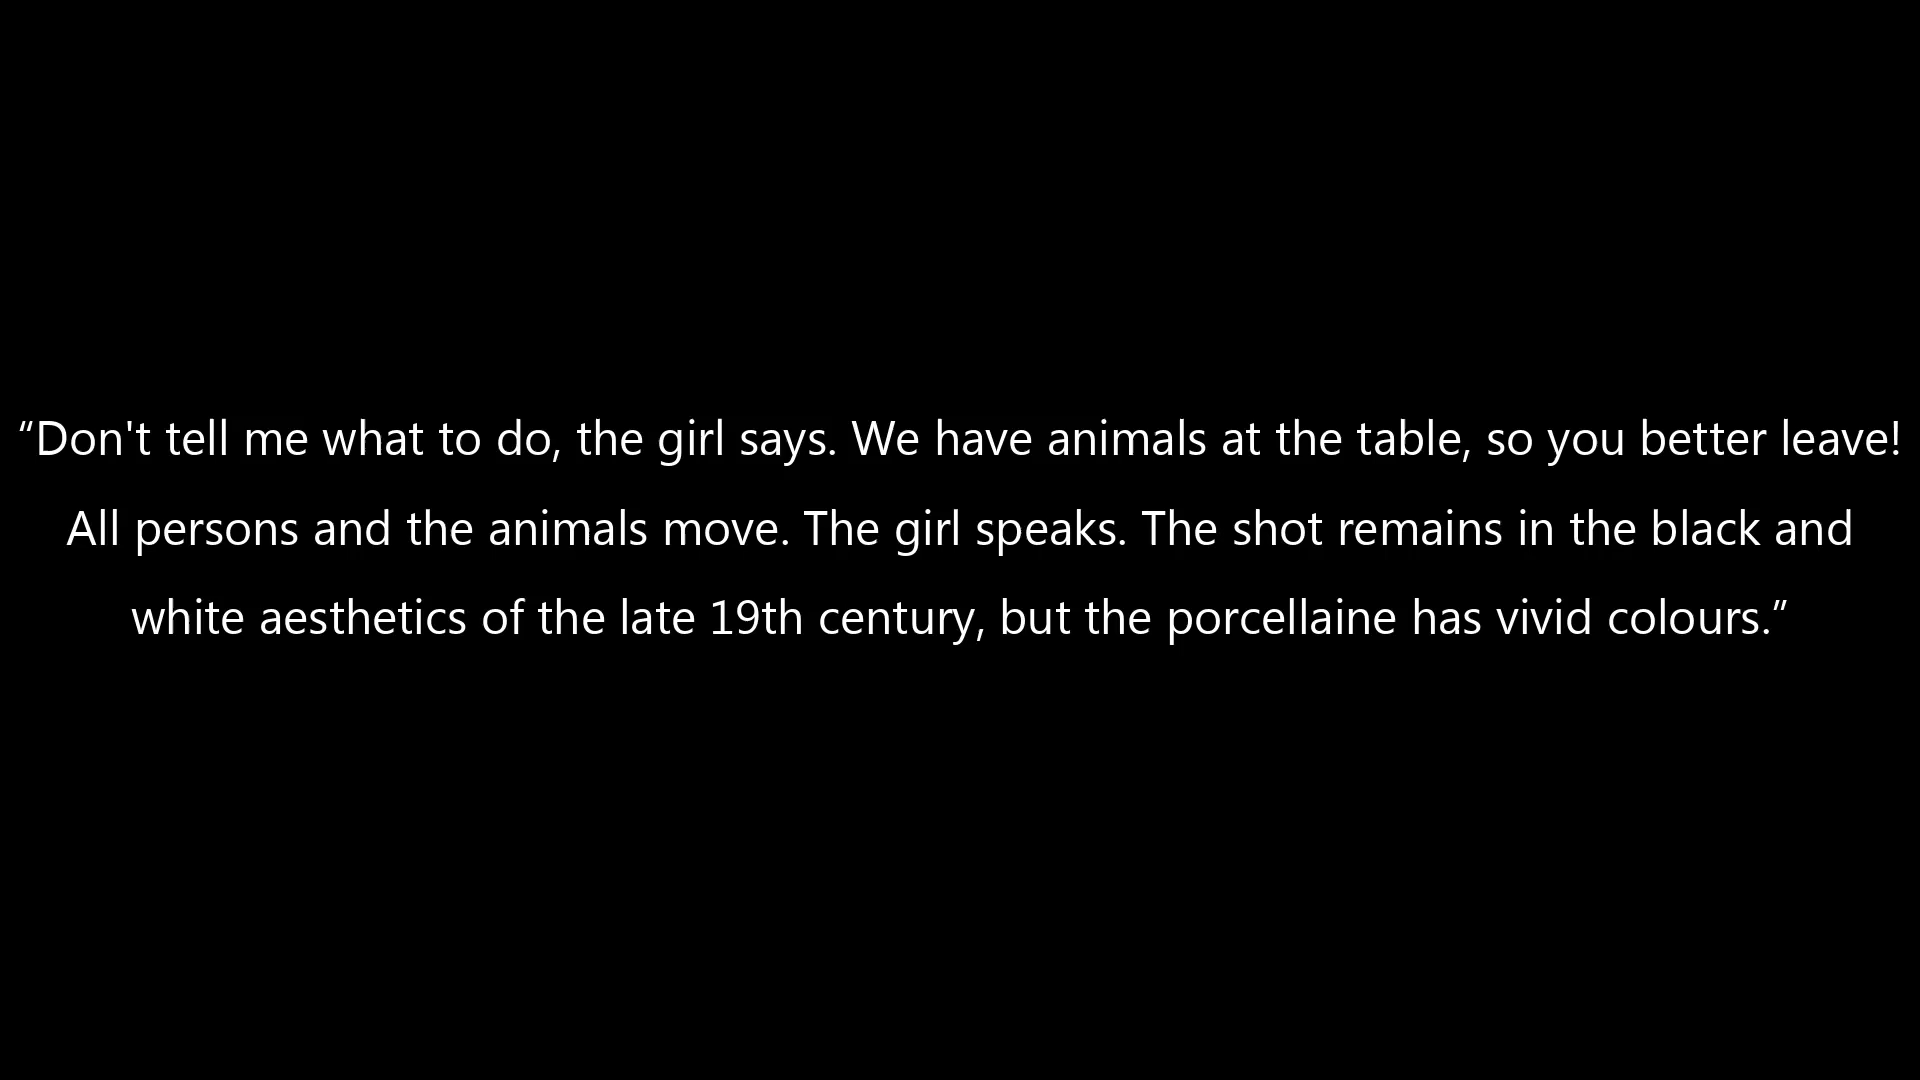 “Don't tell me what to do, the girl says. We have animals at the table, so you better leave!
All persons and the animals move. The girl speaks. The shot remains in the black and
white aesthetics of the late 19th century, but the porcellaine has vivid colours.”